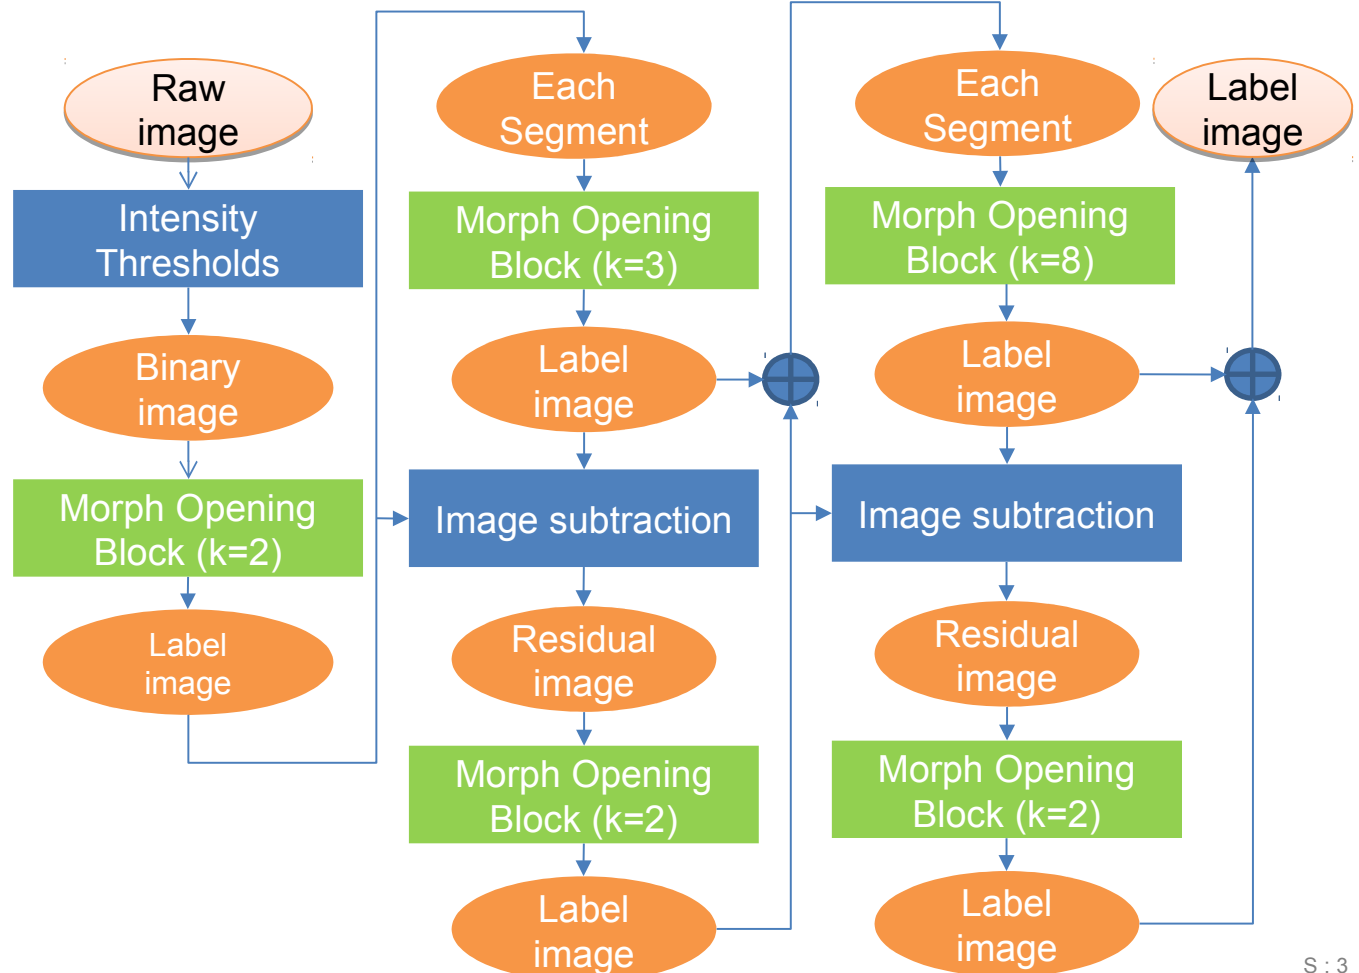 Raw
image
Intensity
Thresholds
Binary
image
Morph Opening
Block (k=2)
Label
image
Each
Segment
Morph Opening
Block (k=3)
Label
image
Image subtraction
Residual
image
Morph Opening
Block (k=2)
Label
image
Each
Segment
Morph Opening
Block (k=8)
Label
image
Image subtraction
Residual
image
Morph Opening
Block (k=2)
Label
image
Label
image
S : 3